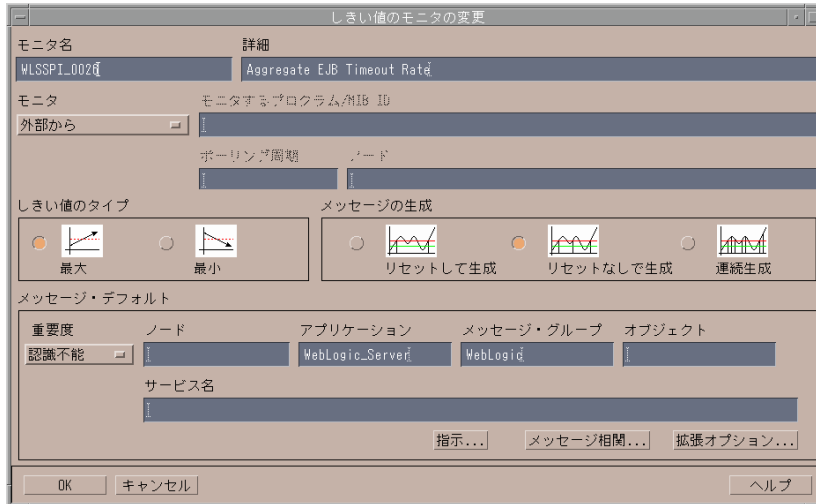 しきい値のモニタの変更
モニタ名 詳細
WLSSPI_0026 Aggregate EJB Timeout Rate
モニタ モニタするプログラム/MIB ID
外部から
ポーリング周期 ノード
しきい値のタイプ メッセージの生成
最大 最小 リセットして生成 リセットなしで生成 連続生成
メッセージ・デフォルト
重要度 ノード アプリケーション メッセージ・グループ オブジェクト
認識不能 WebLogic_Server WebLogic
サービス名
指示... メッセージ相関... 拡張オプション...
OK キャンセル ヘルプ